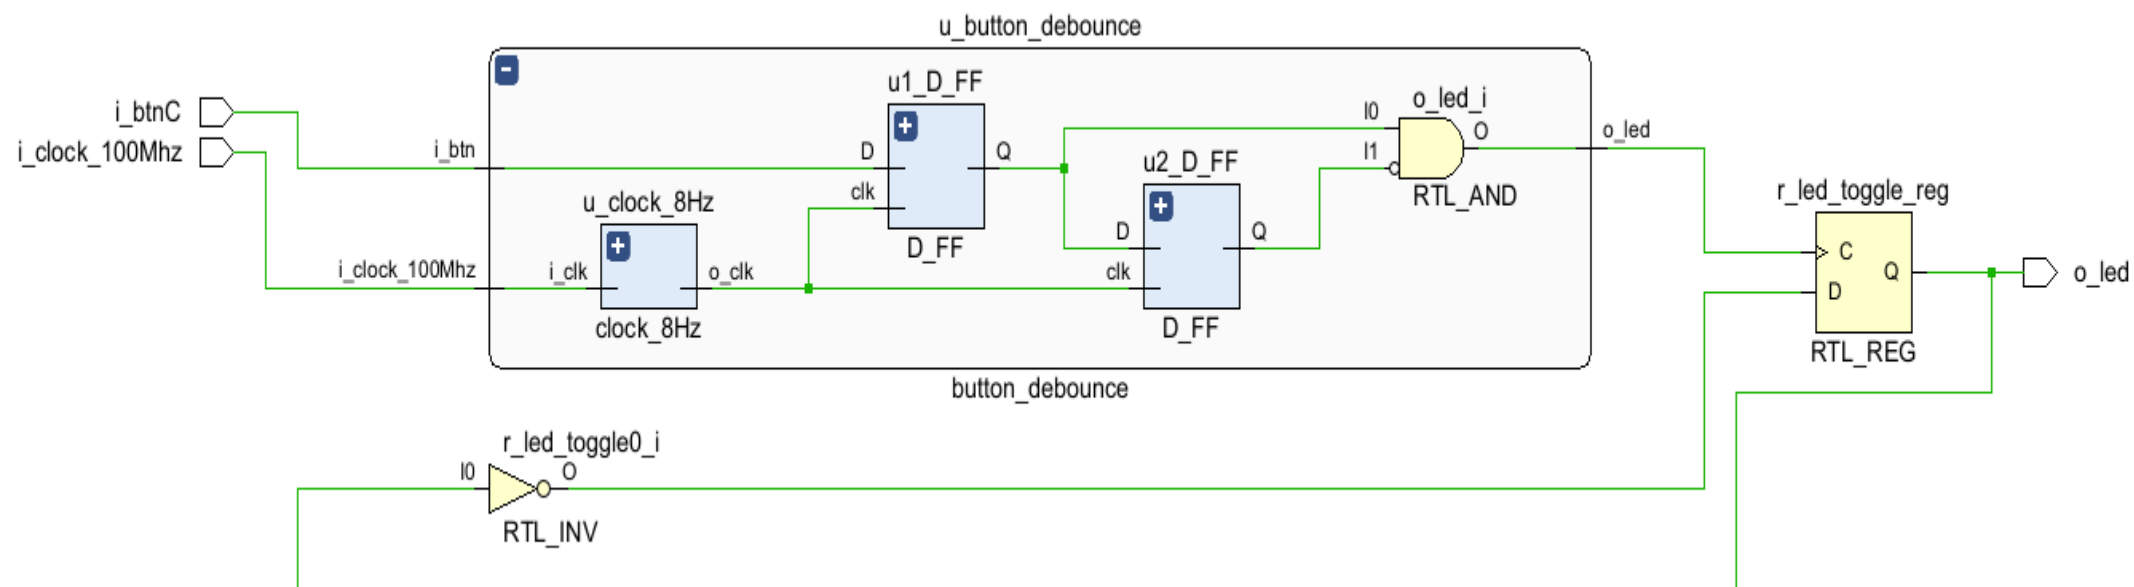 u_button_debounce
-
u1_D_FF
i_btnC
i_clock_100Mhz
+
I0
o_led_i
O
o_led
i_btn
D
Q
I1
u2_D_FF
clk
RTL_AND
r_led_toggle_reg
u_clock_8Hz
+
D_FF
+
D
Q
C
Q
D
o_led
i_clock_100Mhz
i_clk
o_clk
clk
clock_8Hz
D_FF
RTL_REG
button_debounce
r_led_toggle0_i
I0
O
RTL_INV